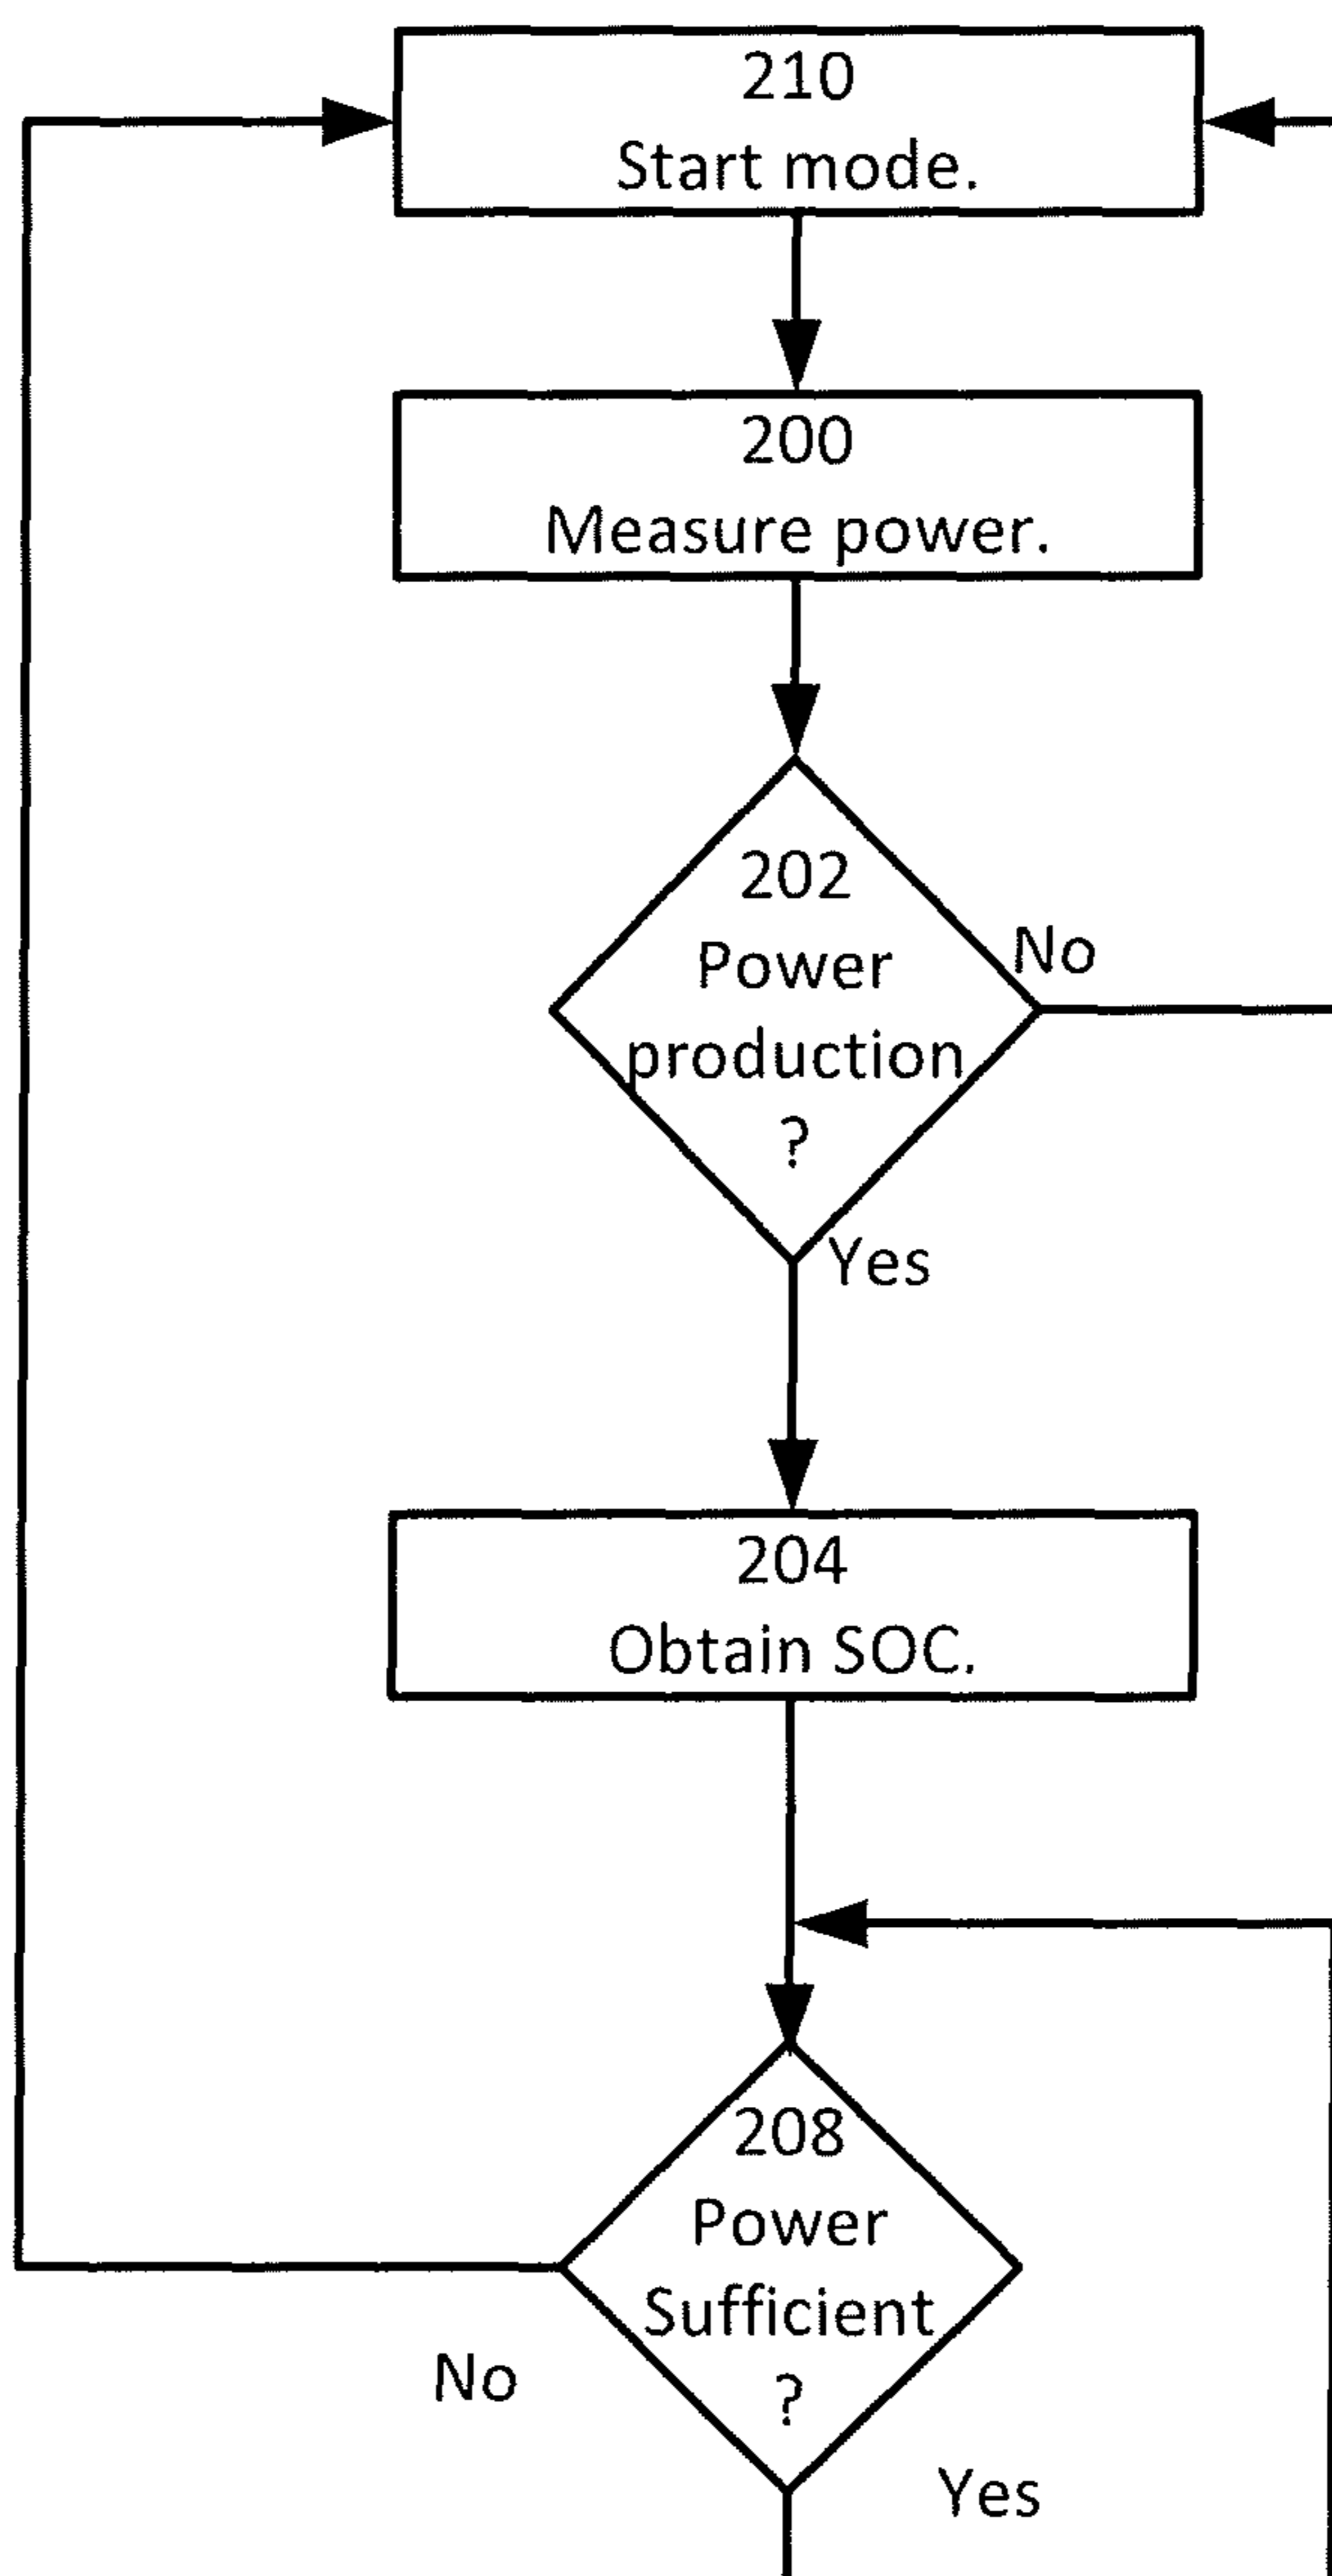 210
Start mode.
200
Measure power.
202
Power
production
?
No
Yes
204
Obtain SOC.
208
Power
Sufficient
?
No
Yes